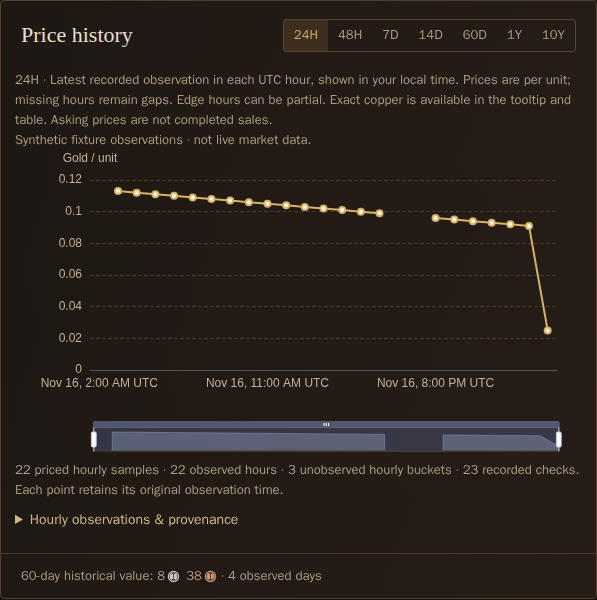 Price history
24H 48H 7D 14D 60D 1Y 10Y
24H · Latest recorded observation in each UTC hour, shown in your local time. Prices are per unit;
missing hours remain gaps. Edge hours can be partial. Exact copper is available in the tooltip and
table. Asking prices are not completed sales.
Synthetic fixture observations · not live market data.
Gold / unit
0.12
0.1
0.08
0.06
0.04
0.02
0
Nov 16, 2:00 AM UTC Nov 16, 11:00 AM UTC Nov 16, 8:00 PM UTC
22 priced hourly samples · 22 observed hours · 3 unobserved hourly buckets · 23 recorded checks.
Each point retains its original observation time.
Hourly observations & provenance
60-day historical value: 8 38 · 4 observed days